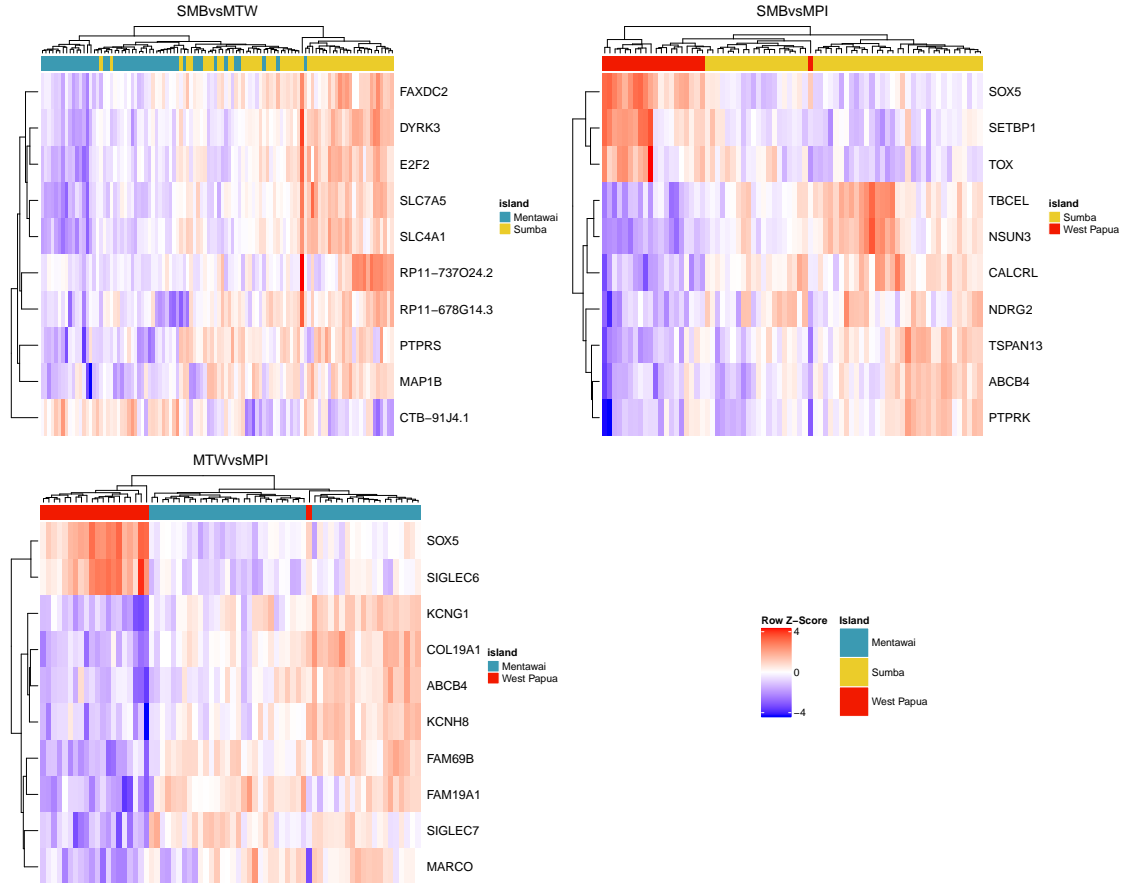 SMBvsMTW
FAXDC2
DYRK3
E2F2
SLC7A5
SLC4A1
RP11−737O24.2
RP11−678G14.3
PTPRS
MAP1B
CTB−91J4.1
island
Mentawai
Sumba
SMBvsMPI
SOX5
SETBP1
TOX
TBCEL
NSUN3
CALCRL
NDRG2
TSPAN13
ABCB4
PTPRK
island
Sumba
West Papua
MTWvsMPI
SOX5
SIGLEC6
KCNG1
COL19A1
ABCB4
KCNH8
FAM69B
FAM19A1
SIGLEC7
MARCO
island
Mentawai
West Papua
Row Z−Score
4
0
−4
Island
Mentawai
Sumba
West Papua